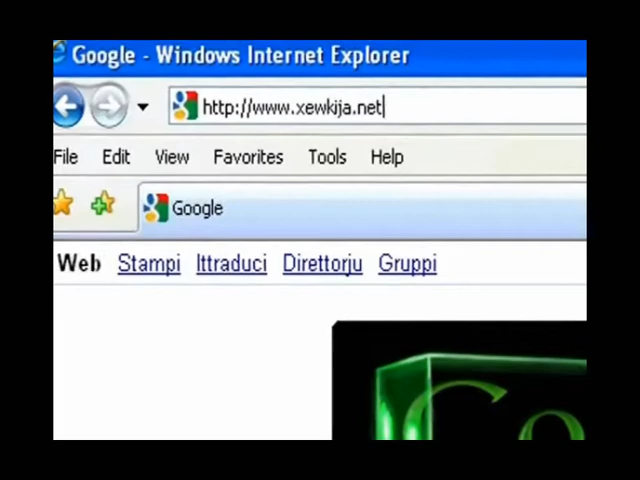 Google - Windows Internet Explorer
http://www.xewkija.net
File Edit View Favorites Tools Help
Google
Web Stampi Ittraduci Direttorju Gruppi
Go